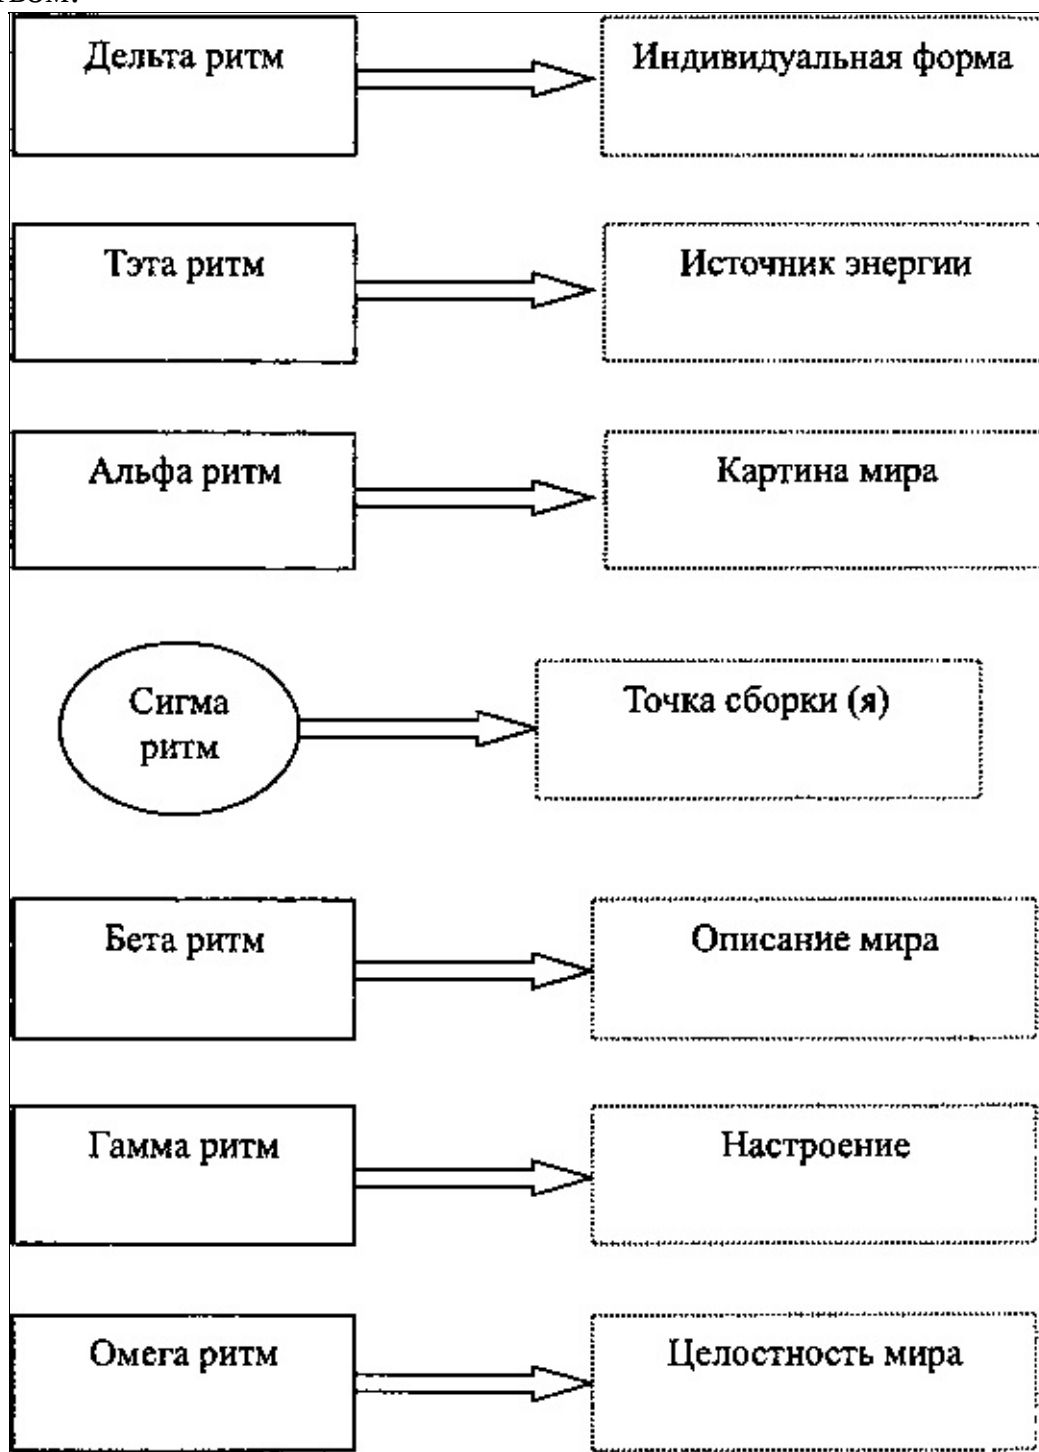 Дельта ритм
Индивидуальная форма
Тэта ритм
Источник энергии
Альфа ритм
Картина мира
Сигма
ритм
Точка сборки (я)
Бета ритм
Описание мира
Гамма ритм
Настроение
Омега ритм
Целостность мира